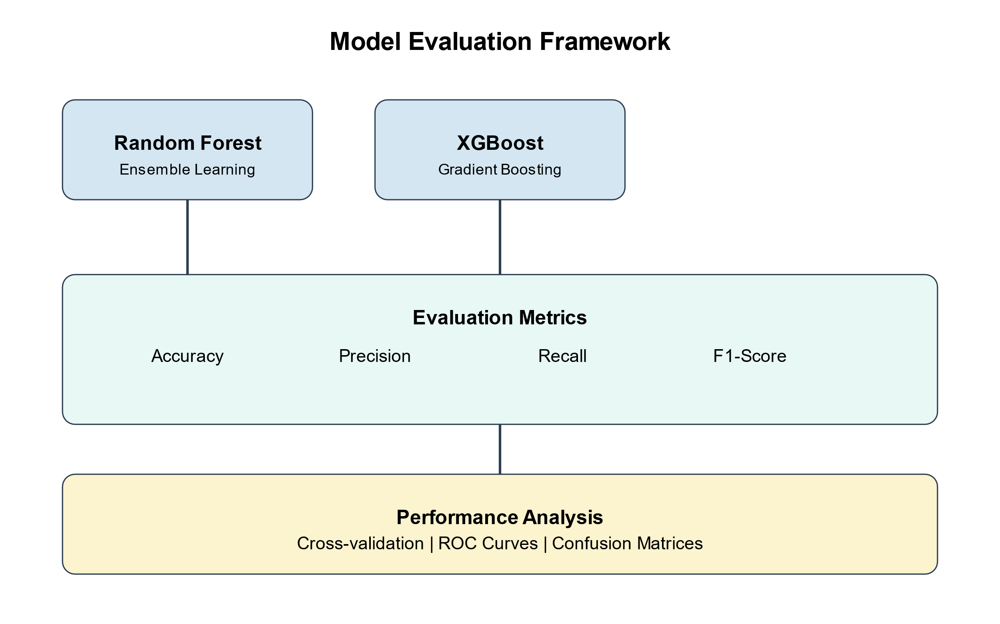 Model Evaluation Framework
Random Forest
Ensemble Learning
XGBoost
Gradient Boosting
Evaluation Metrics
Accuracy Precision Recall F1-Score
Performance Analysis
Cross-validation | ROC Curves | Confusion Matrices